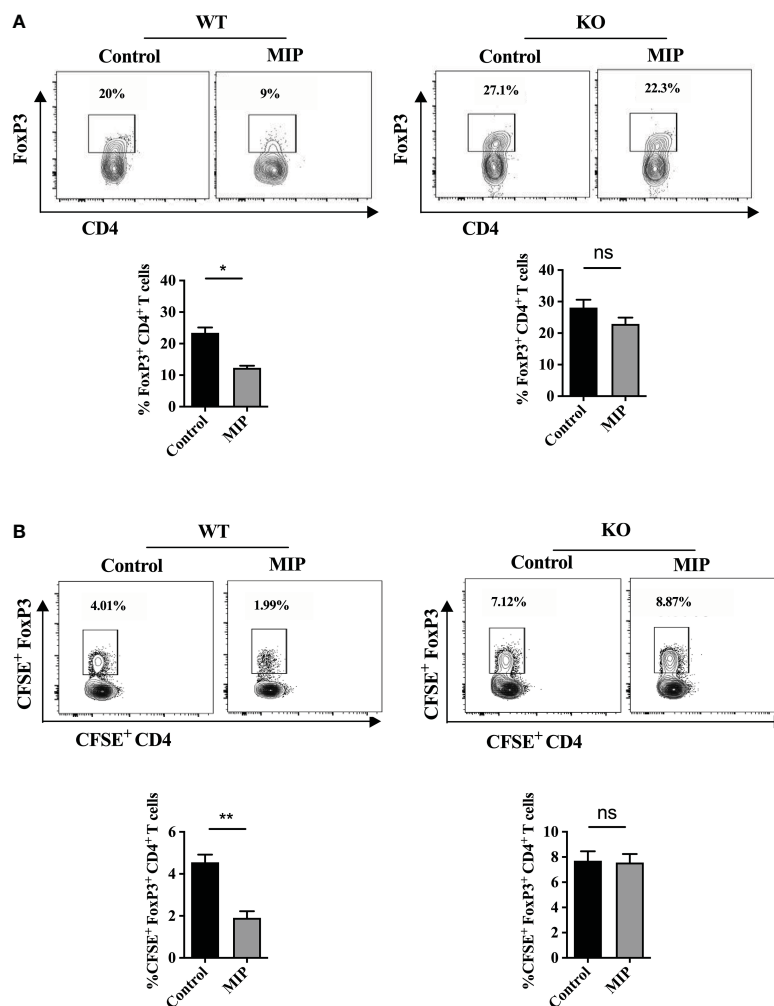 A
WT
KO
Control MIP
Control MIP
20% 9%
27.1% 22.3%
FoxP3
FoxP3
CD4
CD4
% FoxP3+ CD4+ T cells
40
30
20
10
0
*
Control
MIP
% FoxP3+ CD4+ T cells
40
30
20
10
0
ns
Control
MIP
B
WT
KO
Control MIP
Control MIP
4.01% 1.99%
7.12% 8.87%
CFSE+ FoxP3
CFSE+ FoxP3
CFSE+ CD4
CFSE+ CD4
%CFSE+ FoxP3+ CD4+ T cells
6
4
2
0
**
Control
MIP
%CFSE+ FoxP3+ CD4+ T cells
10
8
6
4
2
0
ns
Control
MIP